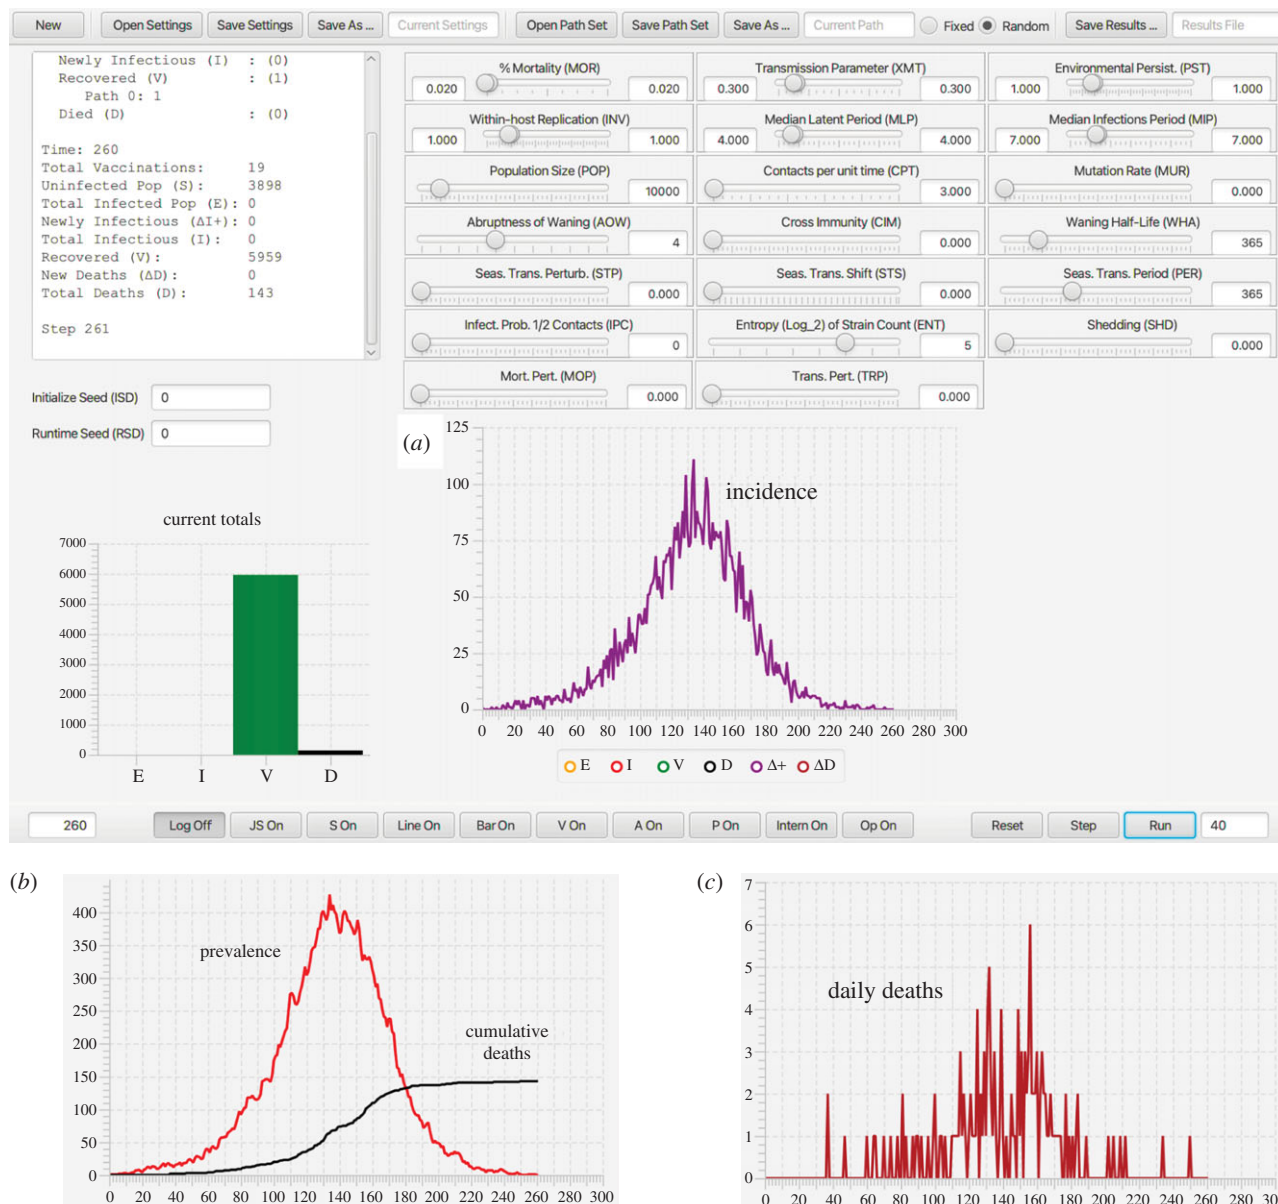 New Open Settings Save Settings Save As ... Current Settings Open Path Set Save Path Set Save As ... Current Path Fixed Random Save Results ... Results File
Newly Infectious (I) : (0)
Recovered (V) : (1)
Path 0: 1
Died (D) : (0)
Time: 260
Total Vaccinations: 19
Uninfected Pop (S): 3898
Total Infected Pop (E): 0
Newly Infectious (ΔI+): 0
Total Infectious (I): 0
Recovered (V): 5959
New Deaths (ΔD): 0
Total Deaths (D): 143
Step 261
Initialize Seed (ISD) 0
Runtime Seed (RSD) 0
% Mortality (MOR)
0.020 0.020
Transmission Parameter (XMT)
0.300 0.300
Environmental Persist. (PST)
1.000 1.000
Within-host Replication (INV)
1.000 1.000
Median Latent Period (MLP)
4.000 4.000
Median Infections Period (MIP)
7.000 7.000
Population Size (POP)
10000
Contacts per unit time (CPT)
3.000
Mutation Rate (MUR)
0.000
Abruptness of Waning (AOW)
4
Cross Immunity (CIM)
0.000
Waning Half-Life (WHA)
365
Seas. Trans. Perturb. (STP)
0.000
Seas. Trans. Shift (STS)
0.000
Seas. Trans. Period (PER)
365
Infect. Prob. 1/2 Contacts (IPC)
0
Entropy (Log_2) of Strain Count (ENT)
5
Shedding (SHD)
0.000
Mort. Pert. (MOP)
0.000
Trans. Pert. (TRP)
0.000
current totals
7000
6000
5000
4000
3000
2000
1000
0
E I V D
(a)
incidence
125
100
75
50
25
0
0 20 40 60 80 100 120 140 160 180 200 220 240 260 280 300
E I V D Δ+ ΔD
260 Log Off JS On S On Line On Bar On V On A On P On Intern On Op On Reset Step Run 40
(b)
prevalence
cumulative
deaths
400
350
300
250
200
150
100
50
0
0 20 40 60 80 100 120 140 160 180 200 220 240 260 280 300
(c)
daily deaths
7
6
5
4
3
2
1
0
0 20 40 60 80 100 120 140 160 180 200 220 240 260 280